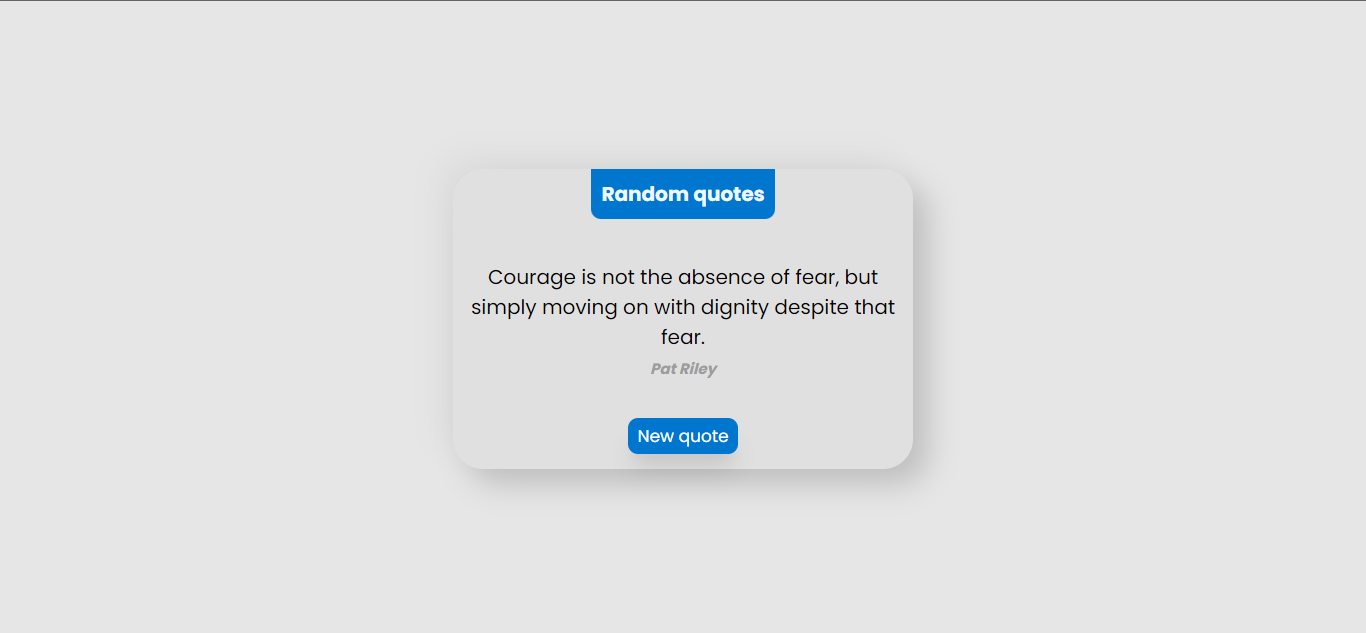 Random quotes
Courage is not the absence of fear, but
simply moving on with dignity despite that
fear.
Pat Riley
New quote